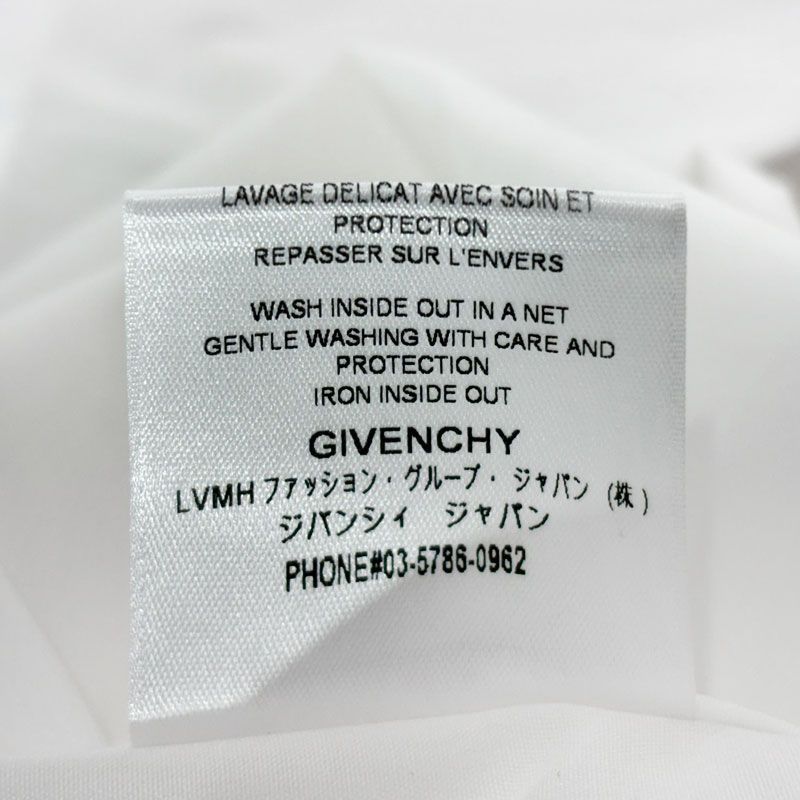 LAVAGE DELICAT AVEC SOIN ET
PROTECTION
REPASSER SUR L'ENVERS
WASH INSIDE OUT IN A NET
GENTLE WASHING WITH CARE AND
PROTECTION
IRON INSIDE OUT
GIVENCHY
LVMH ファッション・グループ・ジャパン (株)
ジバンシィ ジャパン
PHONE#03-5786-0962